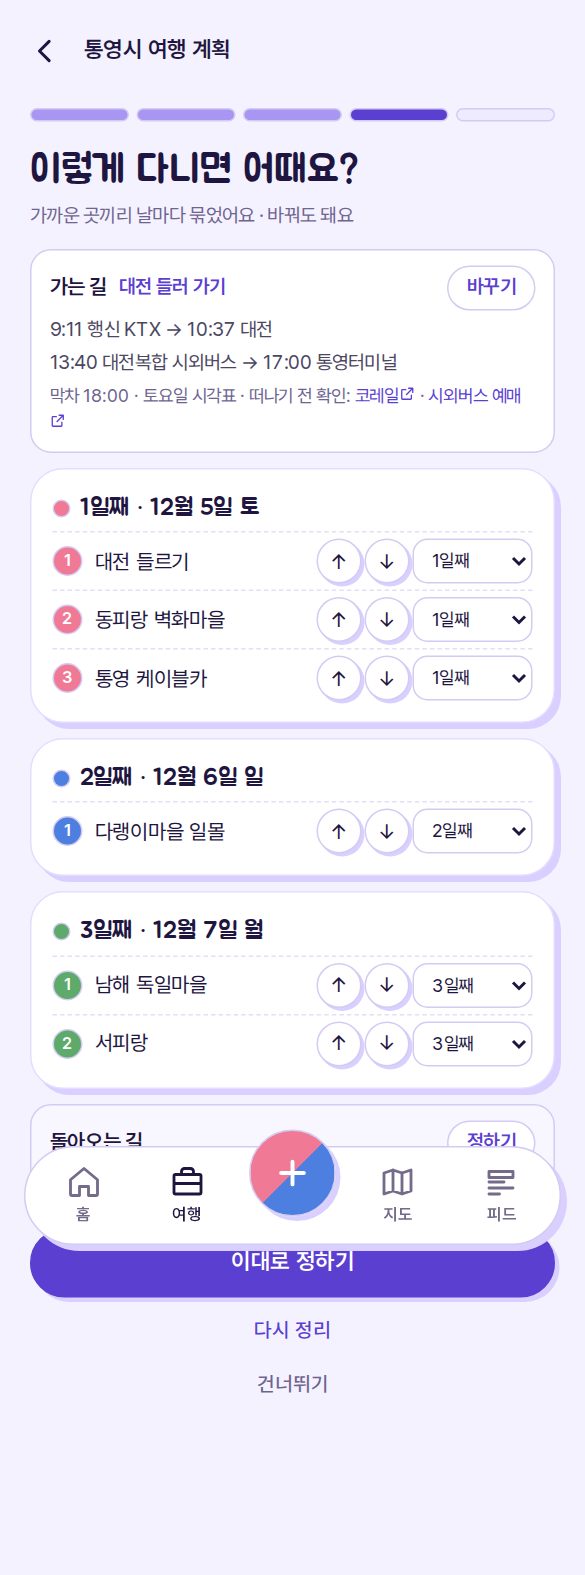 통영시 여행 계획
이렇게 다니면 어때요?
가까운 곳끼리 날마다 묶었어요 · 바꿔도 돼요
가는 길 대전 들러 가기 바꾸기
9:11 행신 KTX → 10:37 대전
13:40 대전복합 시외버스 → 17:00 통영터미널
막차 18:00 · 토요일 시각표 · 떠나기 전 확인: 코레일 · 시외버스 예매
1일째 · 12월 5일 토
1 대전 들르기 ↑ ↓ 1일째
2 동피랑 벽화마을 ↑ ↓ 1일째
3 통영 케이블카 ↑ ↓ 1일째
2일째 · 12월 6일 일
1 다랭이마을 일몰 ↑ ↓ 2일째
3일째 · 12월 7일 월
1 남해 독일마을 ↑ ↓ 3일째
2 서피랑 ↑ ↓ 3일째
돌아오는 길 정하기
홈 여행 지도 피드
이대로 정하기
다시 정리
건너뛰기